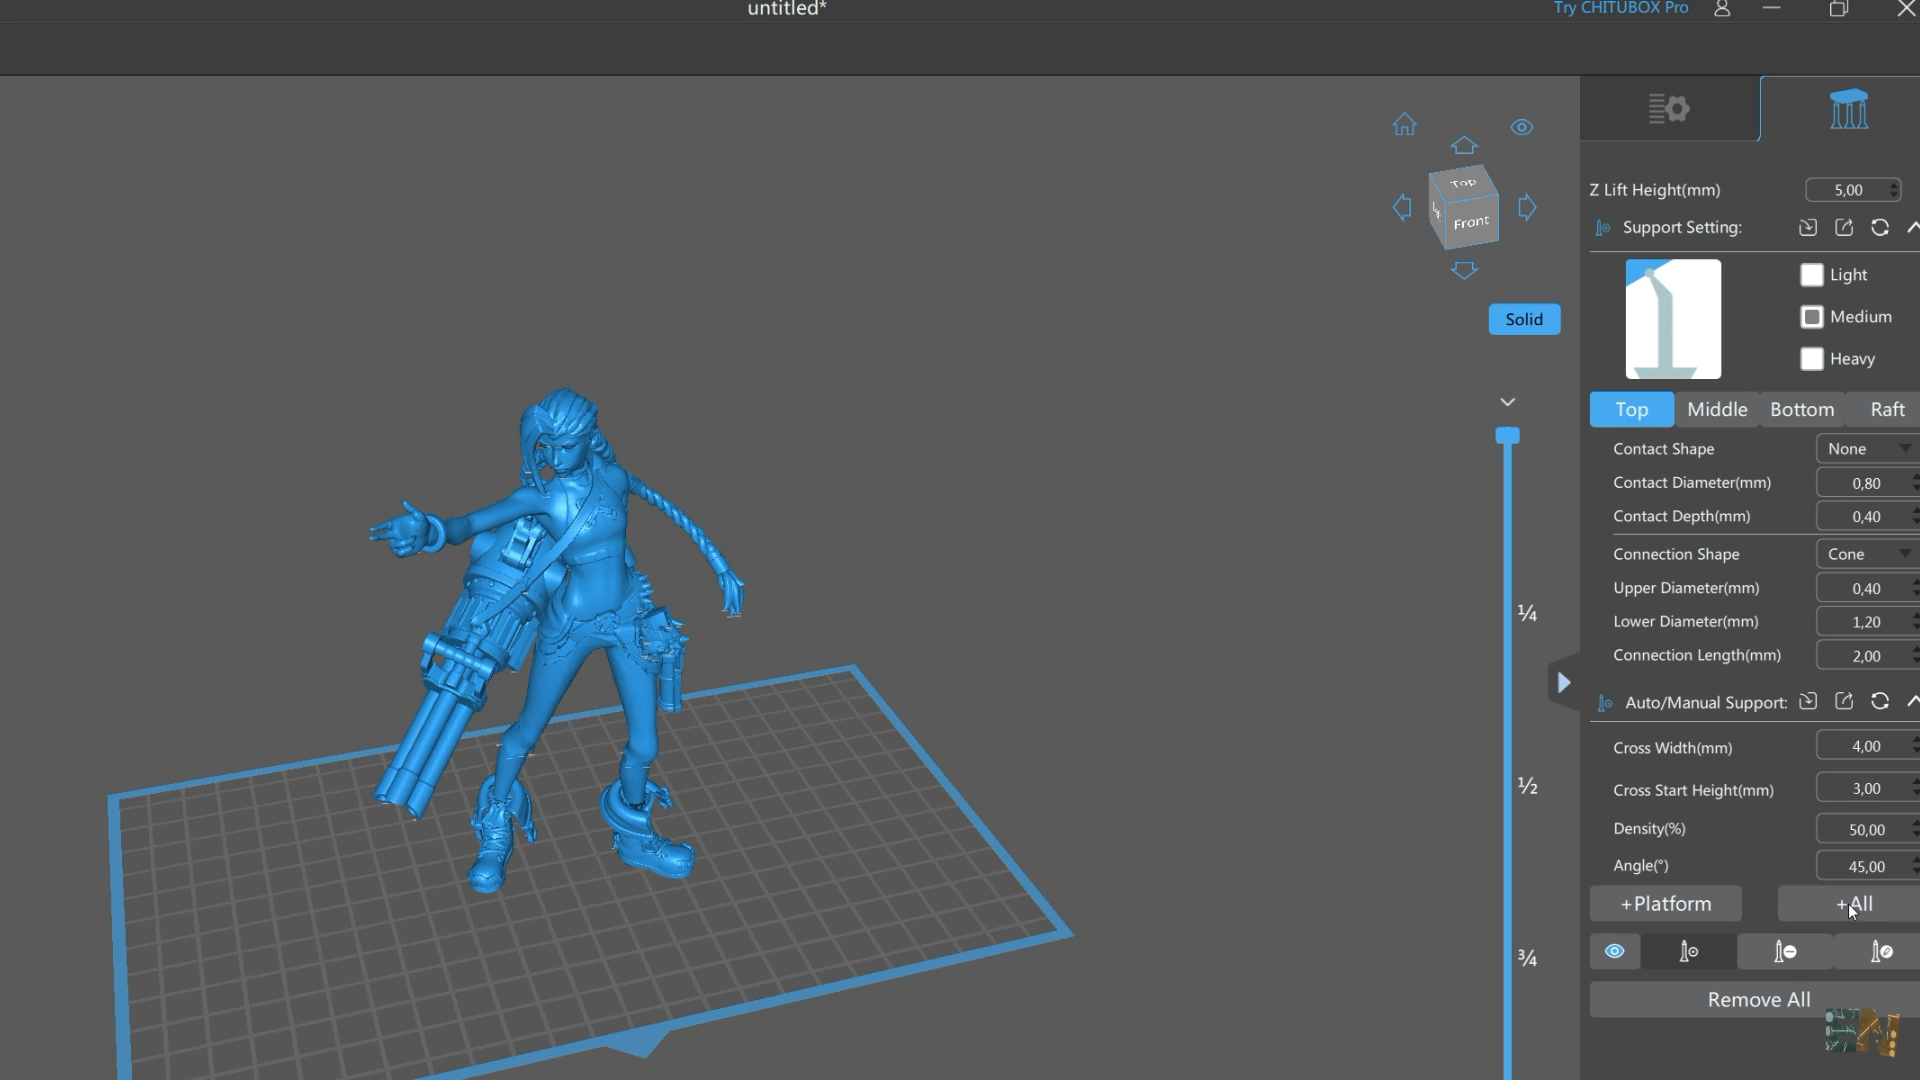 untitled*
Try CHITUBOX Pro
Top
Front
Solid
¼
½
¾
Z Lift Height(mm) 5,00
Support Setting:
Light
Medium
Heavy
Top Middle Bottom Raft
Contact Shape None
Contact Diameter(mm) 0,80
Contact Depth(mm) 0,40
Connection Shape Cone
Upper Diameter(mm) 0,40
Lower Diameter(mm) 1,20
Connection Length(mm) 2,00
Auto/Manual Support:
Cross Width(mm) 4,00
Cross Start Height(mm) 3,00
Density(%) 50,00
Angle(°) 45,00
+Platform +All
Remove All
EN